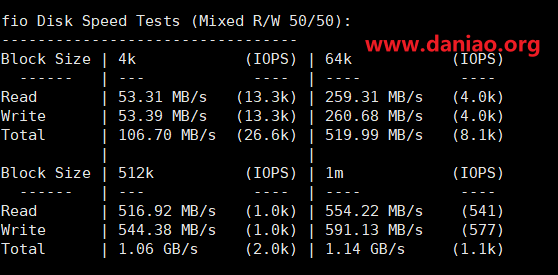 fio Disk Speed Tests (Mixed R/W 50/50):
---------------------------------
www.daniao.org
Block Size | 4k            (IOPS) | 64k           (IOPS)
  ------   | ---            ----  | ----           ----
Read       | 53.31 MB/s   (13.3k) | 259.31 MB/s   (4.0k)
Write      | 53.39 MB/s   (13.3k) | 260.68 MB/s   (4.0k)
Total      | 106.70 MB/s  (26.6k) | 519.99 MB/s   (8.1k)
           |                      |
Block Size | 512k          (IOPS) | 1m            (IOPS)
  ------   | ---            ----  | ----           ----
Read       | 516.92 MB/s   (1.0k) | 554.22 MB/s    (541)
Write      | 544.38 MB/s   (1.0k) | 591.13 MB/s    (577)
Total      | 1.06 GB/s     (2.0k) | 1.14 GB/s     (1.1k)